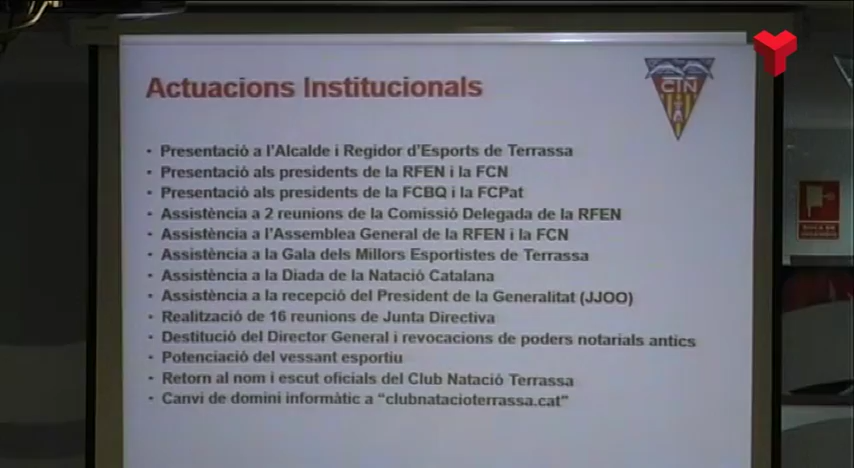 Actuacions Institucionals
CIN
• Presentació a l'Alcalde i Regidor d'Esports de Terrassa
• Presentació als presidents de la RFEN i la FCN
• Presentació als presidents de la FCBQ i la FCPat
• Assistència a 2 reunions de la Comissió Delegada de la RFEN
• Assistència a l'Assemblea General de la RFEN i la FCN
• Assistència a la Gala dels Millors Esportistes de Terrassa
• Assistència a la Diada de la Natació Catalana
• Assistència a la recepció del President de la Generalitat (JJOO)
• Realització de 16 reunions de Junta Directiva
• Destitució del Director General i revocacions de poders notarials antics
• Potenciació del vessant esportiu
• Retorn al nom i escut oficials del Club Natació Terrassa
• Canvi de domini informàtic a "clubnatacioterrassa.cat"